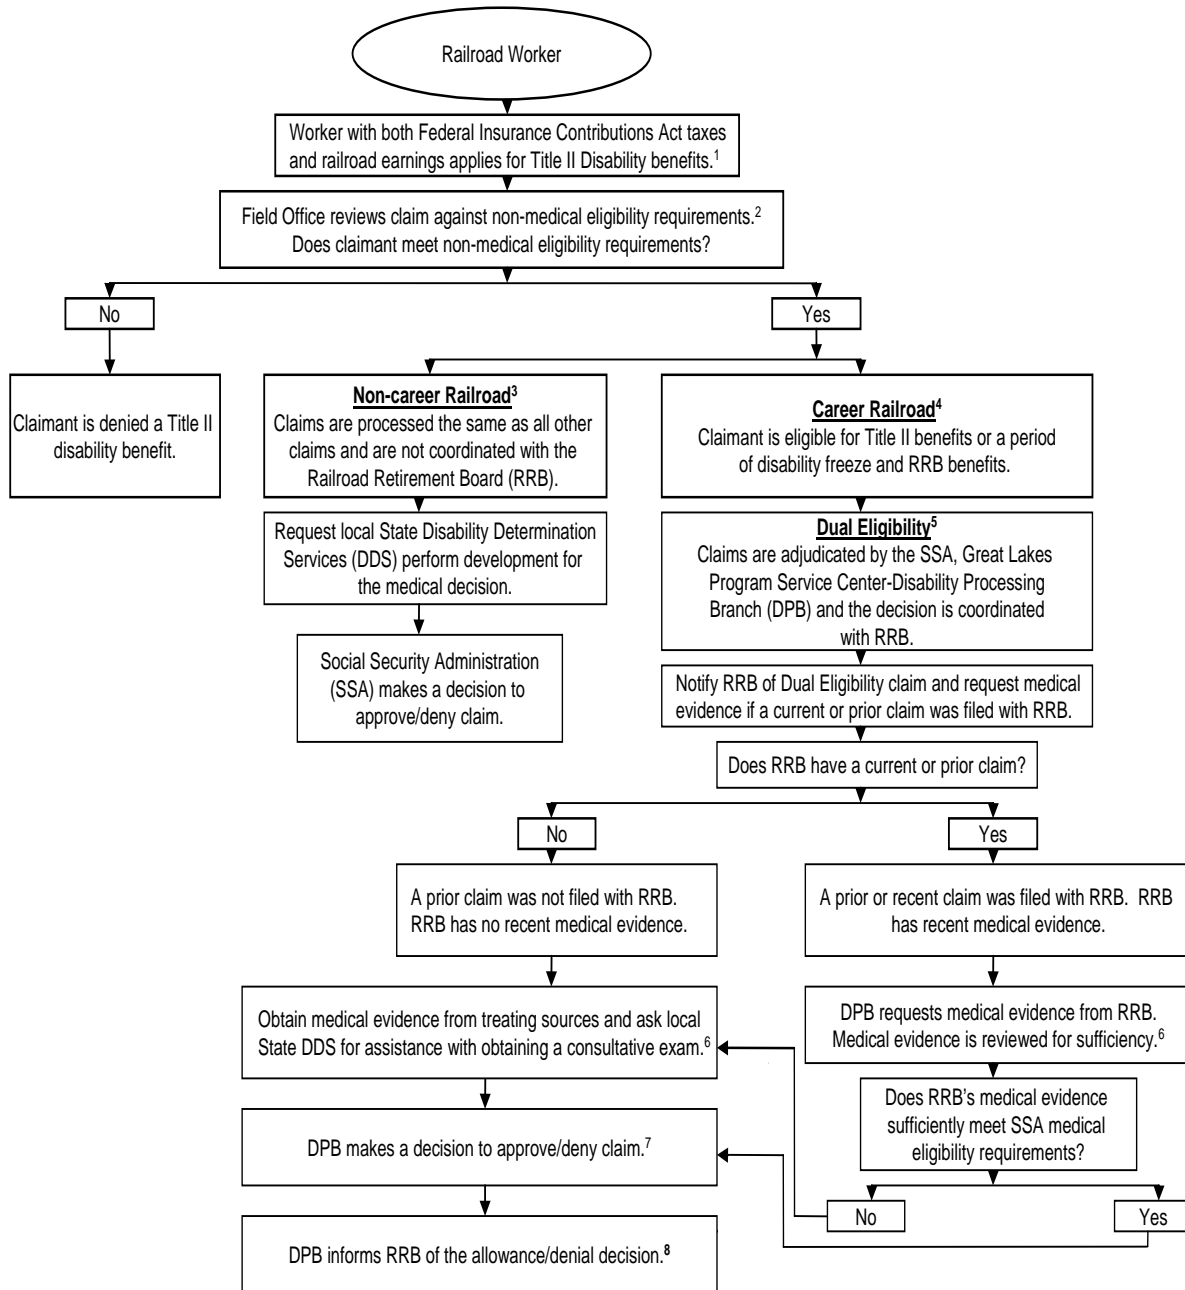 Railroad Worker
Worker with both Federal Insurance Contributions Act taxes
and railroad earnings applies for Title II Disability benefits.1
Field Office reviews claim against non-medical eligibility requirements.2
Does claimant meet non-medical eligibility requirements?
No
Yes
Claimant is denied a Title II
disability benefit.
Non-career Railroad3
Claims are processed the same as all other
claims and are not coordinated with the
Railroad Retirement Board (RRB).
Career Railroad4
Claimant is eligible for Title II benefits or a period
of disability freeze and RRB benefits.
Request local State Disability Determination
Services (DDS) perform development for
the medical decision.
Dual Eligibility5
Claims are adjudicated by the SSA, Great Lakes
Program Service Center-Disability Processing
Branch (DPB) and the decision is coordinated
with RRB.
Social Security Administration
(SSA) makes a decision to
approve/deny claim.
Notify RRB of Dual Eligibility claim and request medical
evidence if a current or prior claim was filed with RRB.
Does RRB have a current or prior claim?
No
Yes
A prior claim was not filed with RRB.
RRB has no recent medical evidence.
A prior or recent claim was filed with RRB.  RRB
has recent medical evidence.
Obtain medical evidence from treating sources and ask local
State DDS for assistance with obtaining a consultative exam.6
DPB requests medical evidence from RRB.
Medical evidence is reviewed for sufficiency.6
Does RRB's medical evidence
sufficiently meet SSA medical
eligibility requirements?
DPB makes a decision to approve/deny claim.7
No
Yes
DPB informs RRB of the allowance/denial decision.8